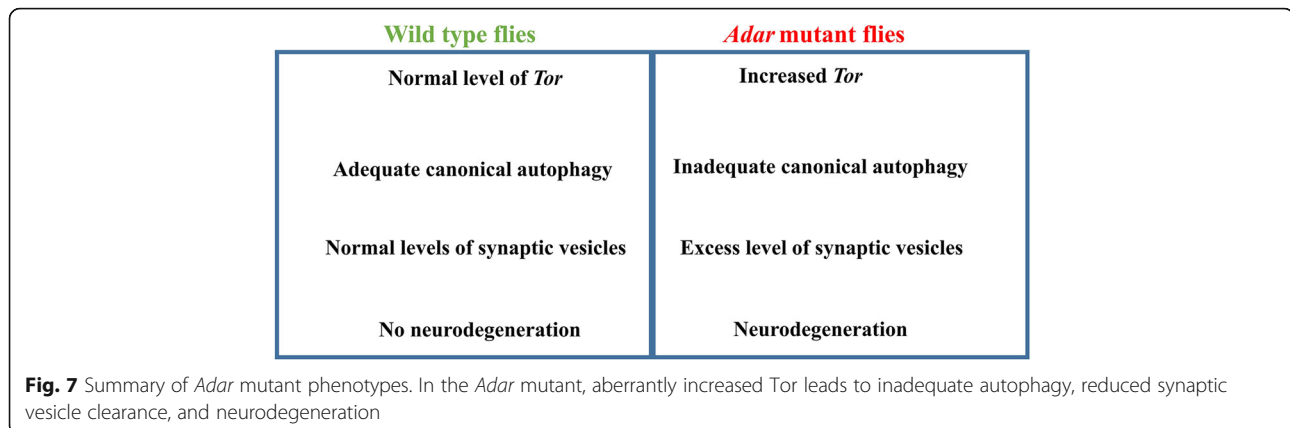 Wild type flies Adar mutant flies
Normal level of Tor Increased Tor
Adequate canonical autophagy Inadequate canonical autophagy
Normal levels of synaptic vesicles Excess level of synaptic vesicles
No neurodegeneration Neurodegeneration
Fig. 7 Summary of Adar mutant phenotypes. In the Adar mutant, aberrantly increased Tor leads to inadequate autophagy, reduced synaptic
vesicle clearance, and neurodegeneration